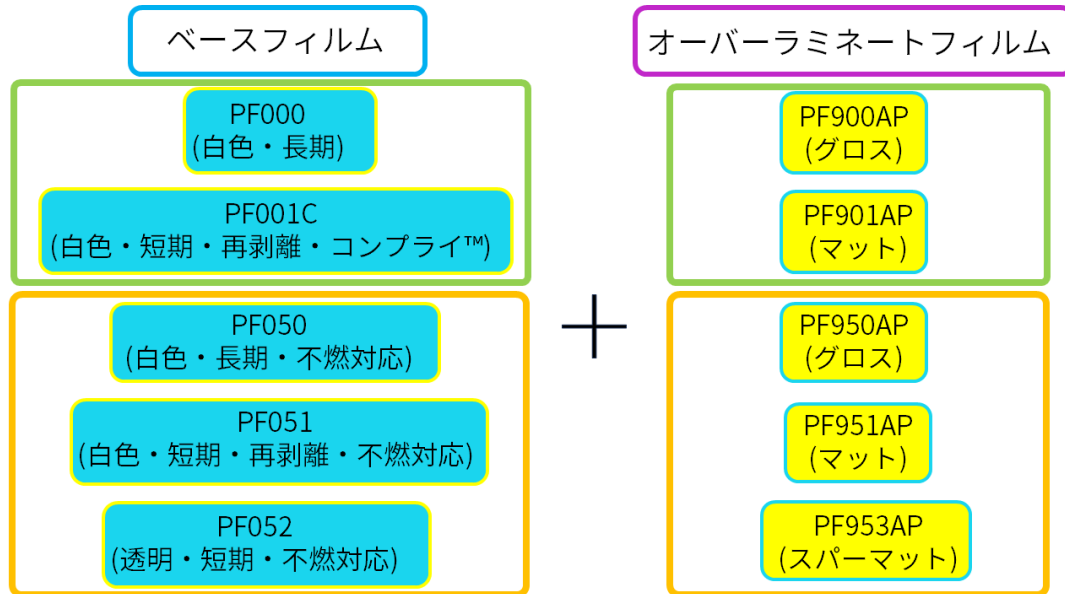 ベースフィルム
PF000
(白色・長期)
PF001C
(白色・短期・再剥離・コンプライ™)
PF050
(白色・長期・不燃対応)
PF051
(白色・短期・再剥離・不燃対応)
PF052
(透明・短期・不燃対応)
+
オーバーラミネートフィルム
PF900AP
(グロス)
PF901AP
(マット)
PF950AP
(グロス)
PF951AP
(マット)
PF953AP
(スパーマット)